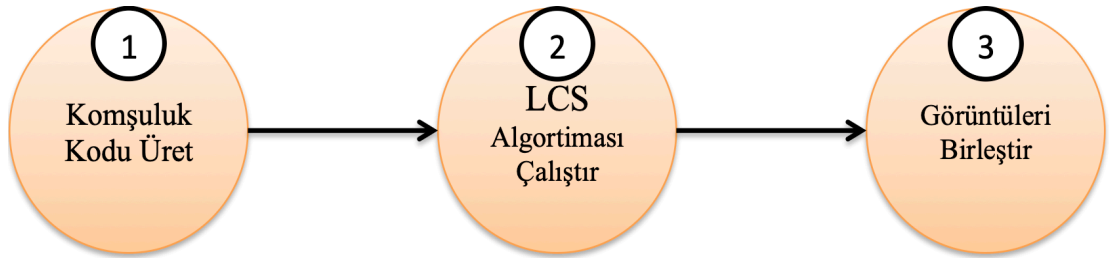 1
Komşuluk
Kodu Üret
2
LCS
Algortiması
Çalıştır
3
Görüntüleri
Birleştir